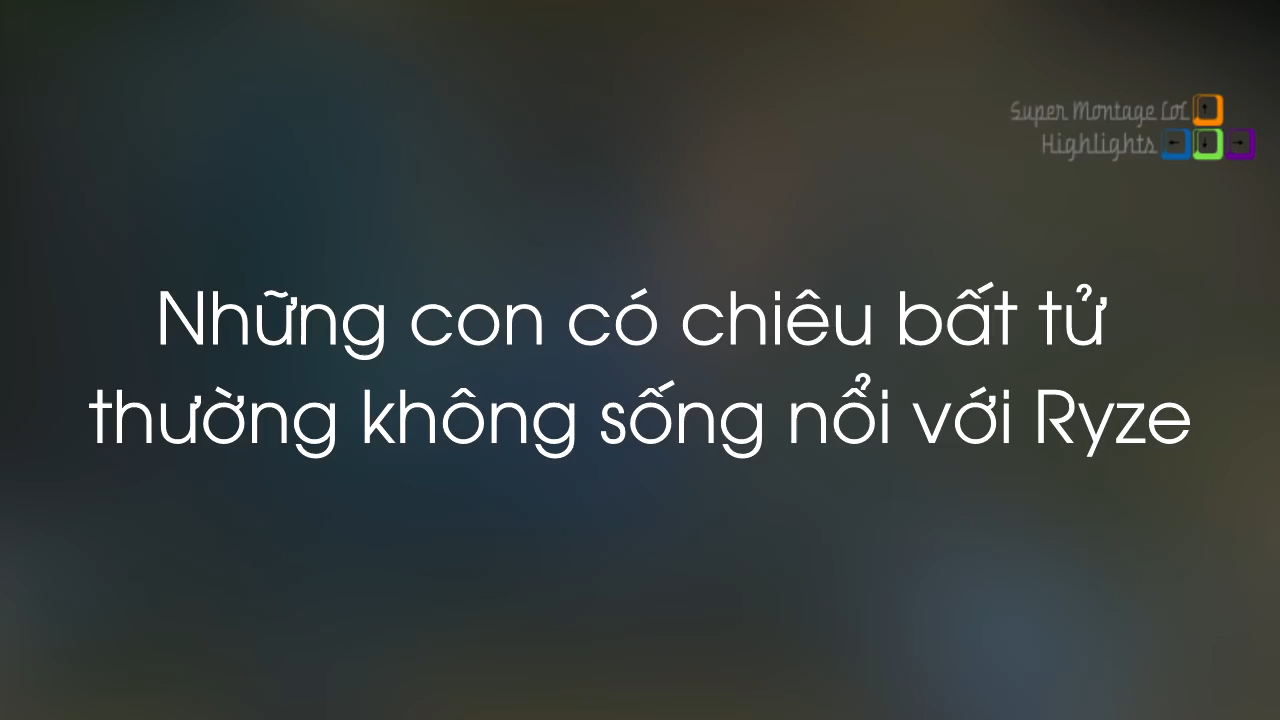 Super Montage LoL
Highlights
Những con có chiêu bất tử
thường không sống nổi với Ryze